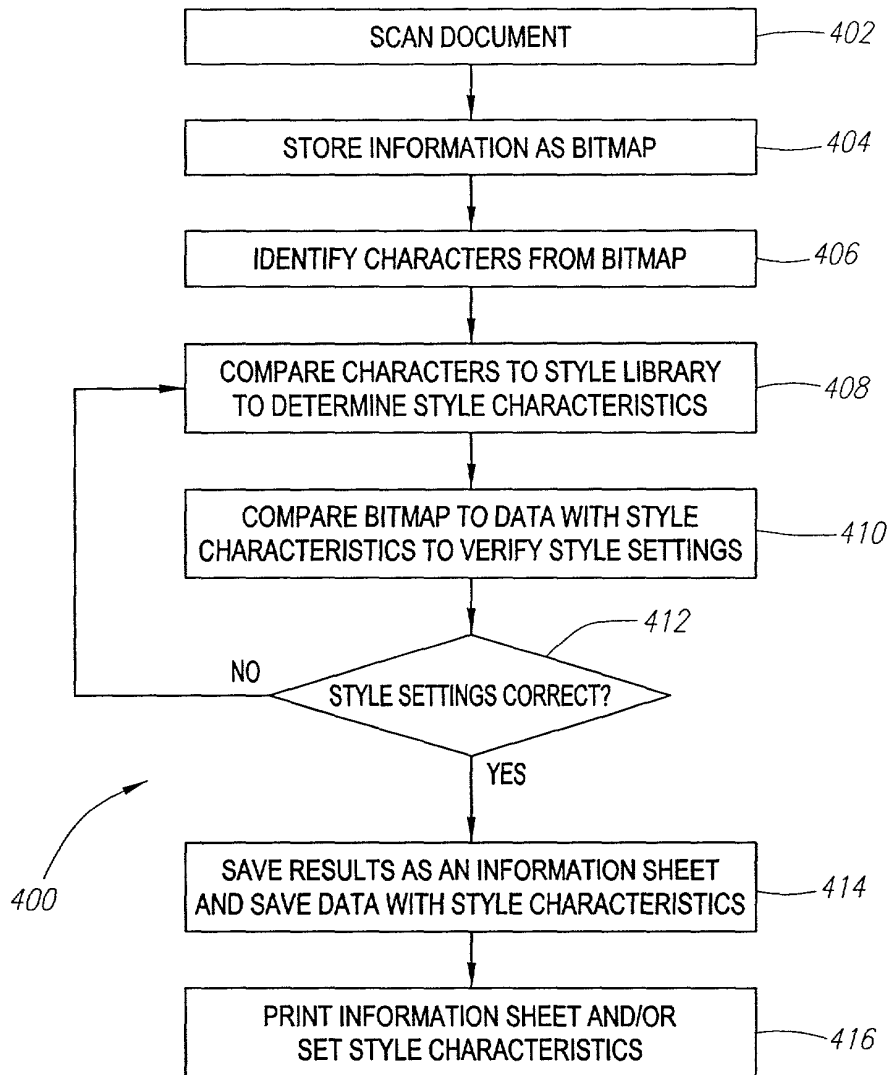 SCAN DOCUMENT
402
STORE INFORMATION AS BITMAP
404
IDENTIFY CHARACTERS FROM BITMAP
406
COMPARE CHARACTERS TO STYLE LIBRARY
TO DETERMINE STYLE CHARACTERISTICS
408
COMPARE BITMAP TO DATA WITH STYLE
CHARACTERISTICS TO VERIFY STYLE SETTINGS
410
412
NO
STYLE SETTINGS CORRECT?
YES
400
SAVE RESULTS AS AN INFORMATION SHEET
AND SAVE DATA WITH STYLE CHARACTERISTICS
414
PRINT INFORMATION SHEET AND/OR
SET STYLE CHARACTERISTICS
416